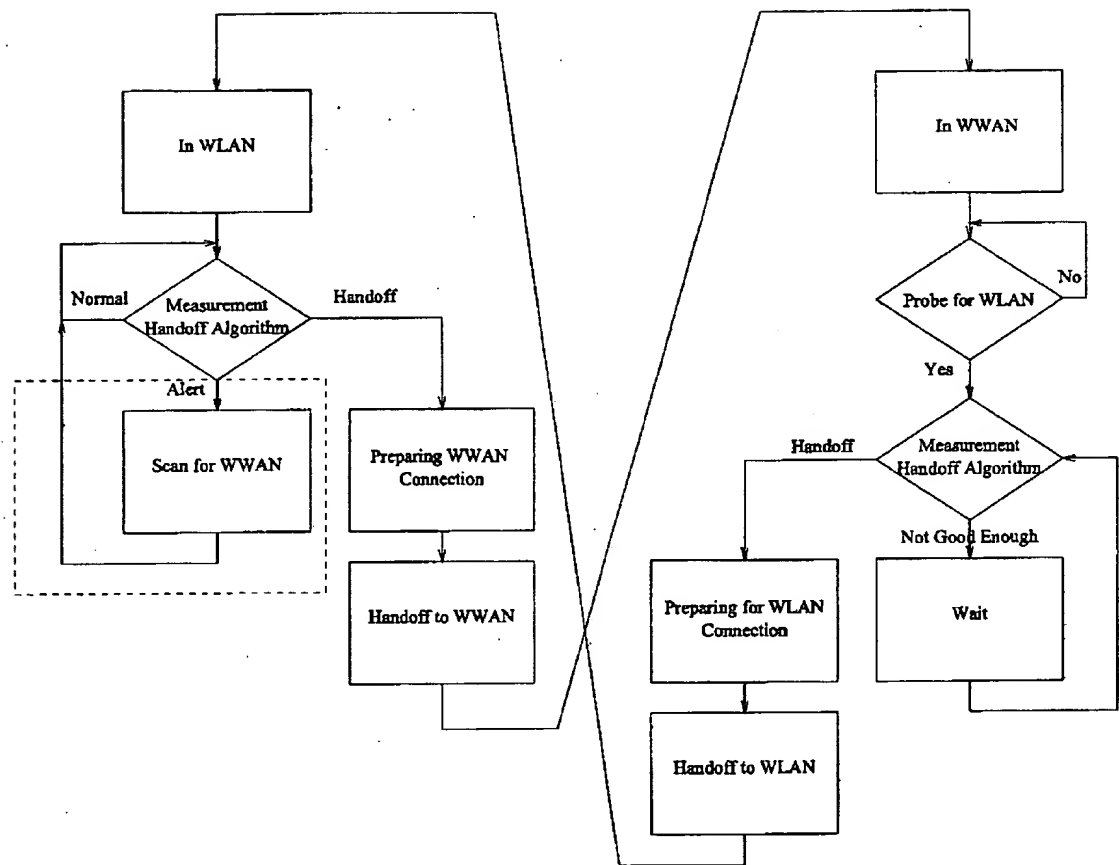 In WLAN
Normal
Measurement
Handoff Algorithm
Handoff
Alert
Scan for WWAN
Preparing WWAN
Connection
Handoff to WWAN
In WWAN
Probe for WLAN
No
Yes
Handoff
Measurement
Handoff Algorithm
Not Good Enough
Preparing for WLAN
Connection
Wait
Handoff to WLAN